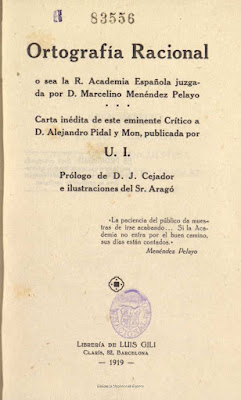 83556
Ortografía Racional
o sea la R. Academia Española juzga-
da por D. Marcelino Menéndez Pelayo
• • •
Carta inédita de este eminente Crítico a
D. Alejandro Pidal y Mon, publicada por
U. I.
Prólogo de D. J. Cejador
e ilustraciones del Sr. Aragó
«La paciencia del público da mues-
tras de irse acabando... Si la Aca-
demia no entra por el buen camino,
sus días están contados.»
Menéndez Pelayo
LIBRERÍA DE LUIS GILI
CLARÍS, 82, BARCELONA
— 1919 —